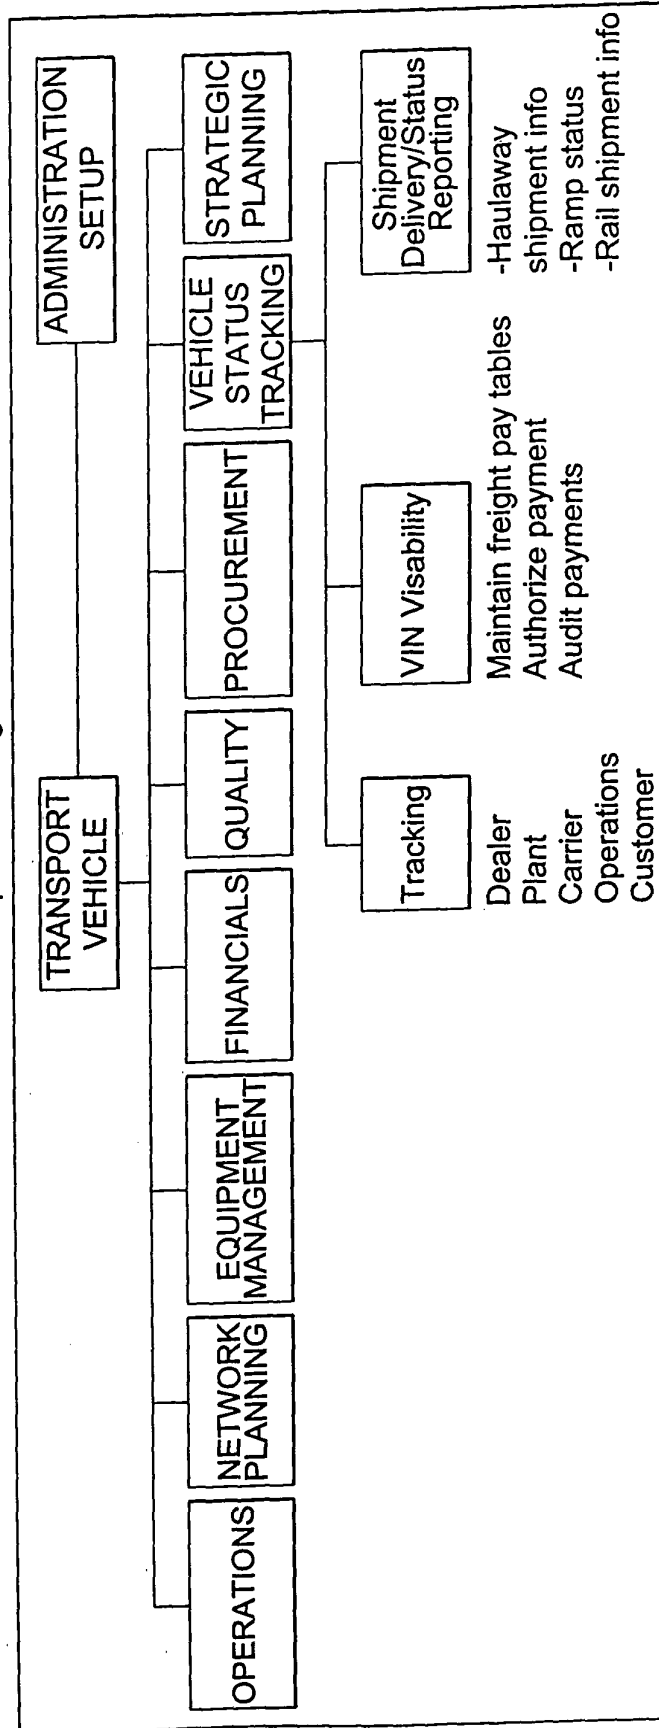 TRANSPORT
VEHICLE
ADMINISTRATION
SETUP
OPERATIONS
NETWORK
PLANNING
EQUIPMENT
MANAGEMENT
FINANCIALS
QUALITY
PROCUREMENT
VEHICLE
STATUS
TRACKING
STRATEGIC
PLANNING
Tracking
Dealer
Plant
Carrier
Operations
Customer
VIN Visability
Maintain freight pay tables
Authorize payment
Audit payments
Shipment
Delivery/Status
Reporting
-Haulaway
shipment info
-Ramp status
-Rail shipment info